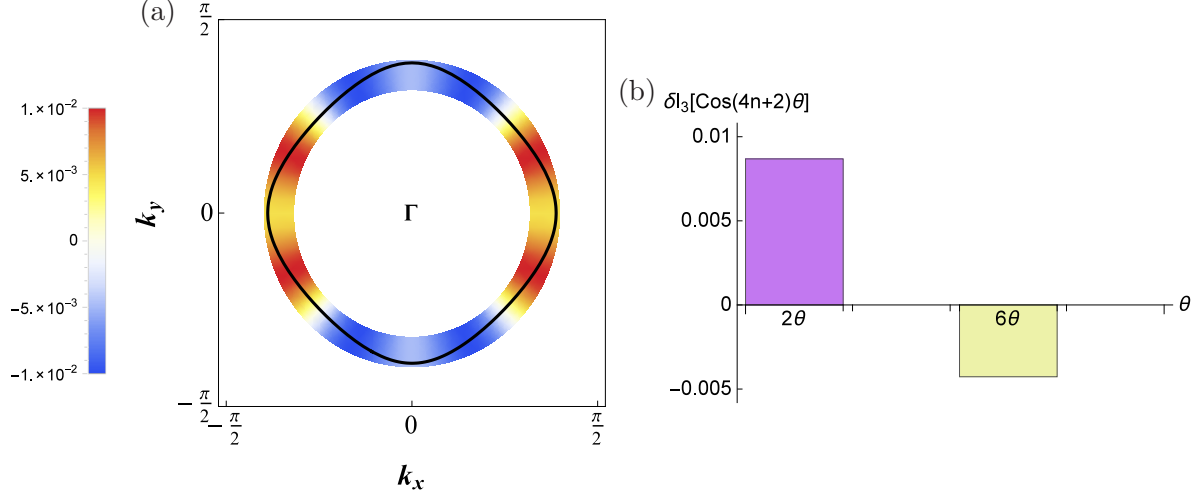 (a)
π/2
1.×10⁻²
5.×10⁻³
0
-5.×10⁻³
-1.×10⁻²
k_y
0
Γ
-π/2
-π/2
0
π/2
k_x
(b)
δI₃[Cos(4n+2)θ]
0.010
0.005
0
2θ
6θ
θ
-0.005